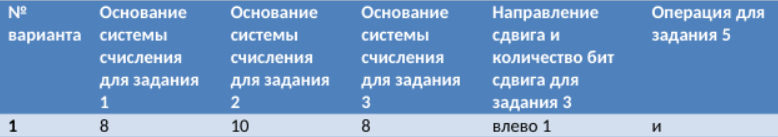 № варианта
Основание системы счисления для задания 1
Основание системы счисления для задания 2
Основание системы счисления для задания 3
Направление сдвига и количество бит сдвига для задания 3
Операция для задания 5
1 8 10 8 влево 1 и